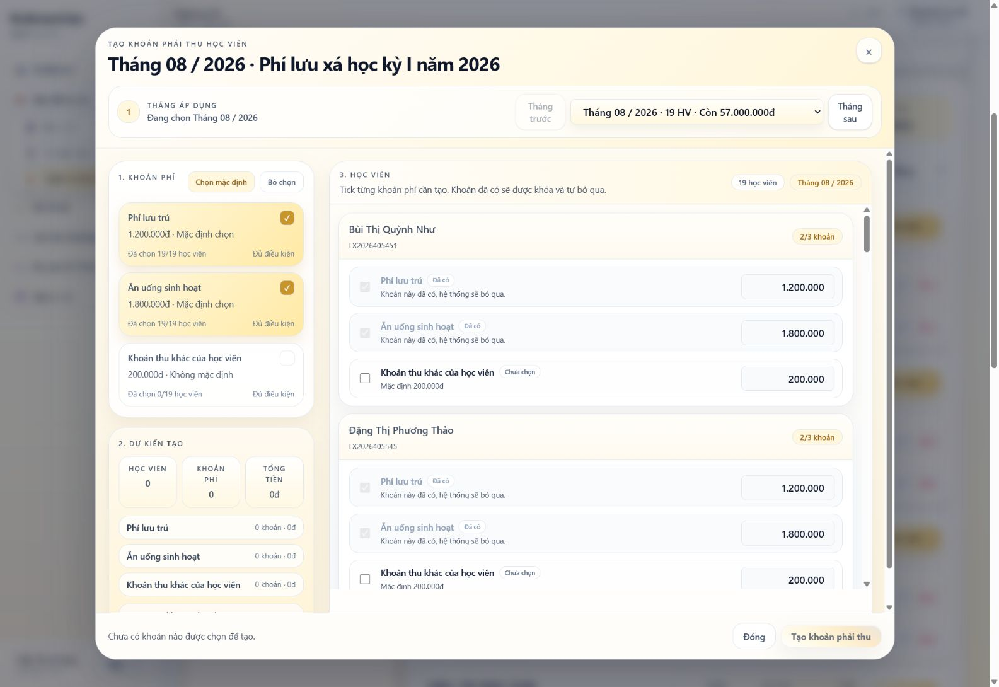 TẠO KHOẢN PHẢI THU HỌC VIÊN
Tháng 08 / 2026 · Phí lưu xá học kỳ I năm 2026
×
1
THÁNG ÁP DỤNG
Đang chọn Tháng 08 / 2026
Tháng trước
Tháng 08 / 2026 · 19 HV · Còn 57.000.000đ
Tháng sau
1. KHOẢN PHÍ
Chọn mặc định
Bỏ chọn
Phí lưu trú
1.200.000đ · Mặc định chọn
Đã chọn 19/19 học viên
Đủ điều kiện
Ăn uống sinh hoạt
1.800.000đ · Mặc định chọn
Đã chọn 19/19 học viên
Đủ điều kiện
Khoản thu khác của học viên
200.000đ · Không mặc định
Đã chọn 0/19 học viên
Đủ điều kiện
2. DỰ KIẾN TẠO
HỌC VIÊN
0
KHOẢN PHÍ
0
TỔNG TIỀN
0đ
Phí lưu trú
0 khoản · 0đ
Ăn uống sinh hoạt
0 khoản · 0đ
Khoản thu khác của học viên
0 khoản · 0đ
3. HỌC VIÊN
Tick từng khoản phí cần tạo. Khoản đã có sẽ được khóa và tự bỏ qua.
19 học viên
Tháng 08 / 2026
Bùi Thị Quỳnh Như
LX2026405451
2/3 khoản
Phí lưu trú
Đã có
Khoản này đã có, hệ thống sẽ bỏ qua.
1.200.000
Ăn uống sinh hoạt
Đã có
Khoản này đã có, hệ thống sẽ bỏ qua.
1.800.000
Khoản thu khác của học viên
Chưa chọn
Mặc định 200.000đ
200.000
Đặng Thị Phương Thảo
LX2026405545
2/3 khoản
Phí lưu trú
Đã có
Khoản này đã có, hệ thống sẽ bỏ qua.
1.200.000
Ăn uống sinh hoạt
Đã có
Khoản này đã có, hệ thống sẽ bỏ qua.
1.800.000
Khoản thu khác của học viên
Chưa chọn
Mặc định 200.000đ
200.000
Chưa có khoản nào được chọn để tạo.
Đóng
Tạo khoản phải thu